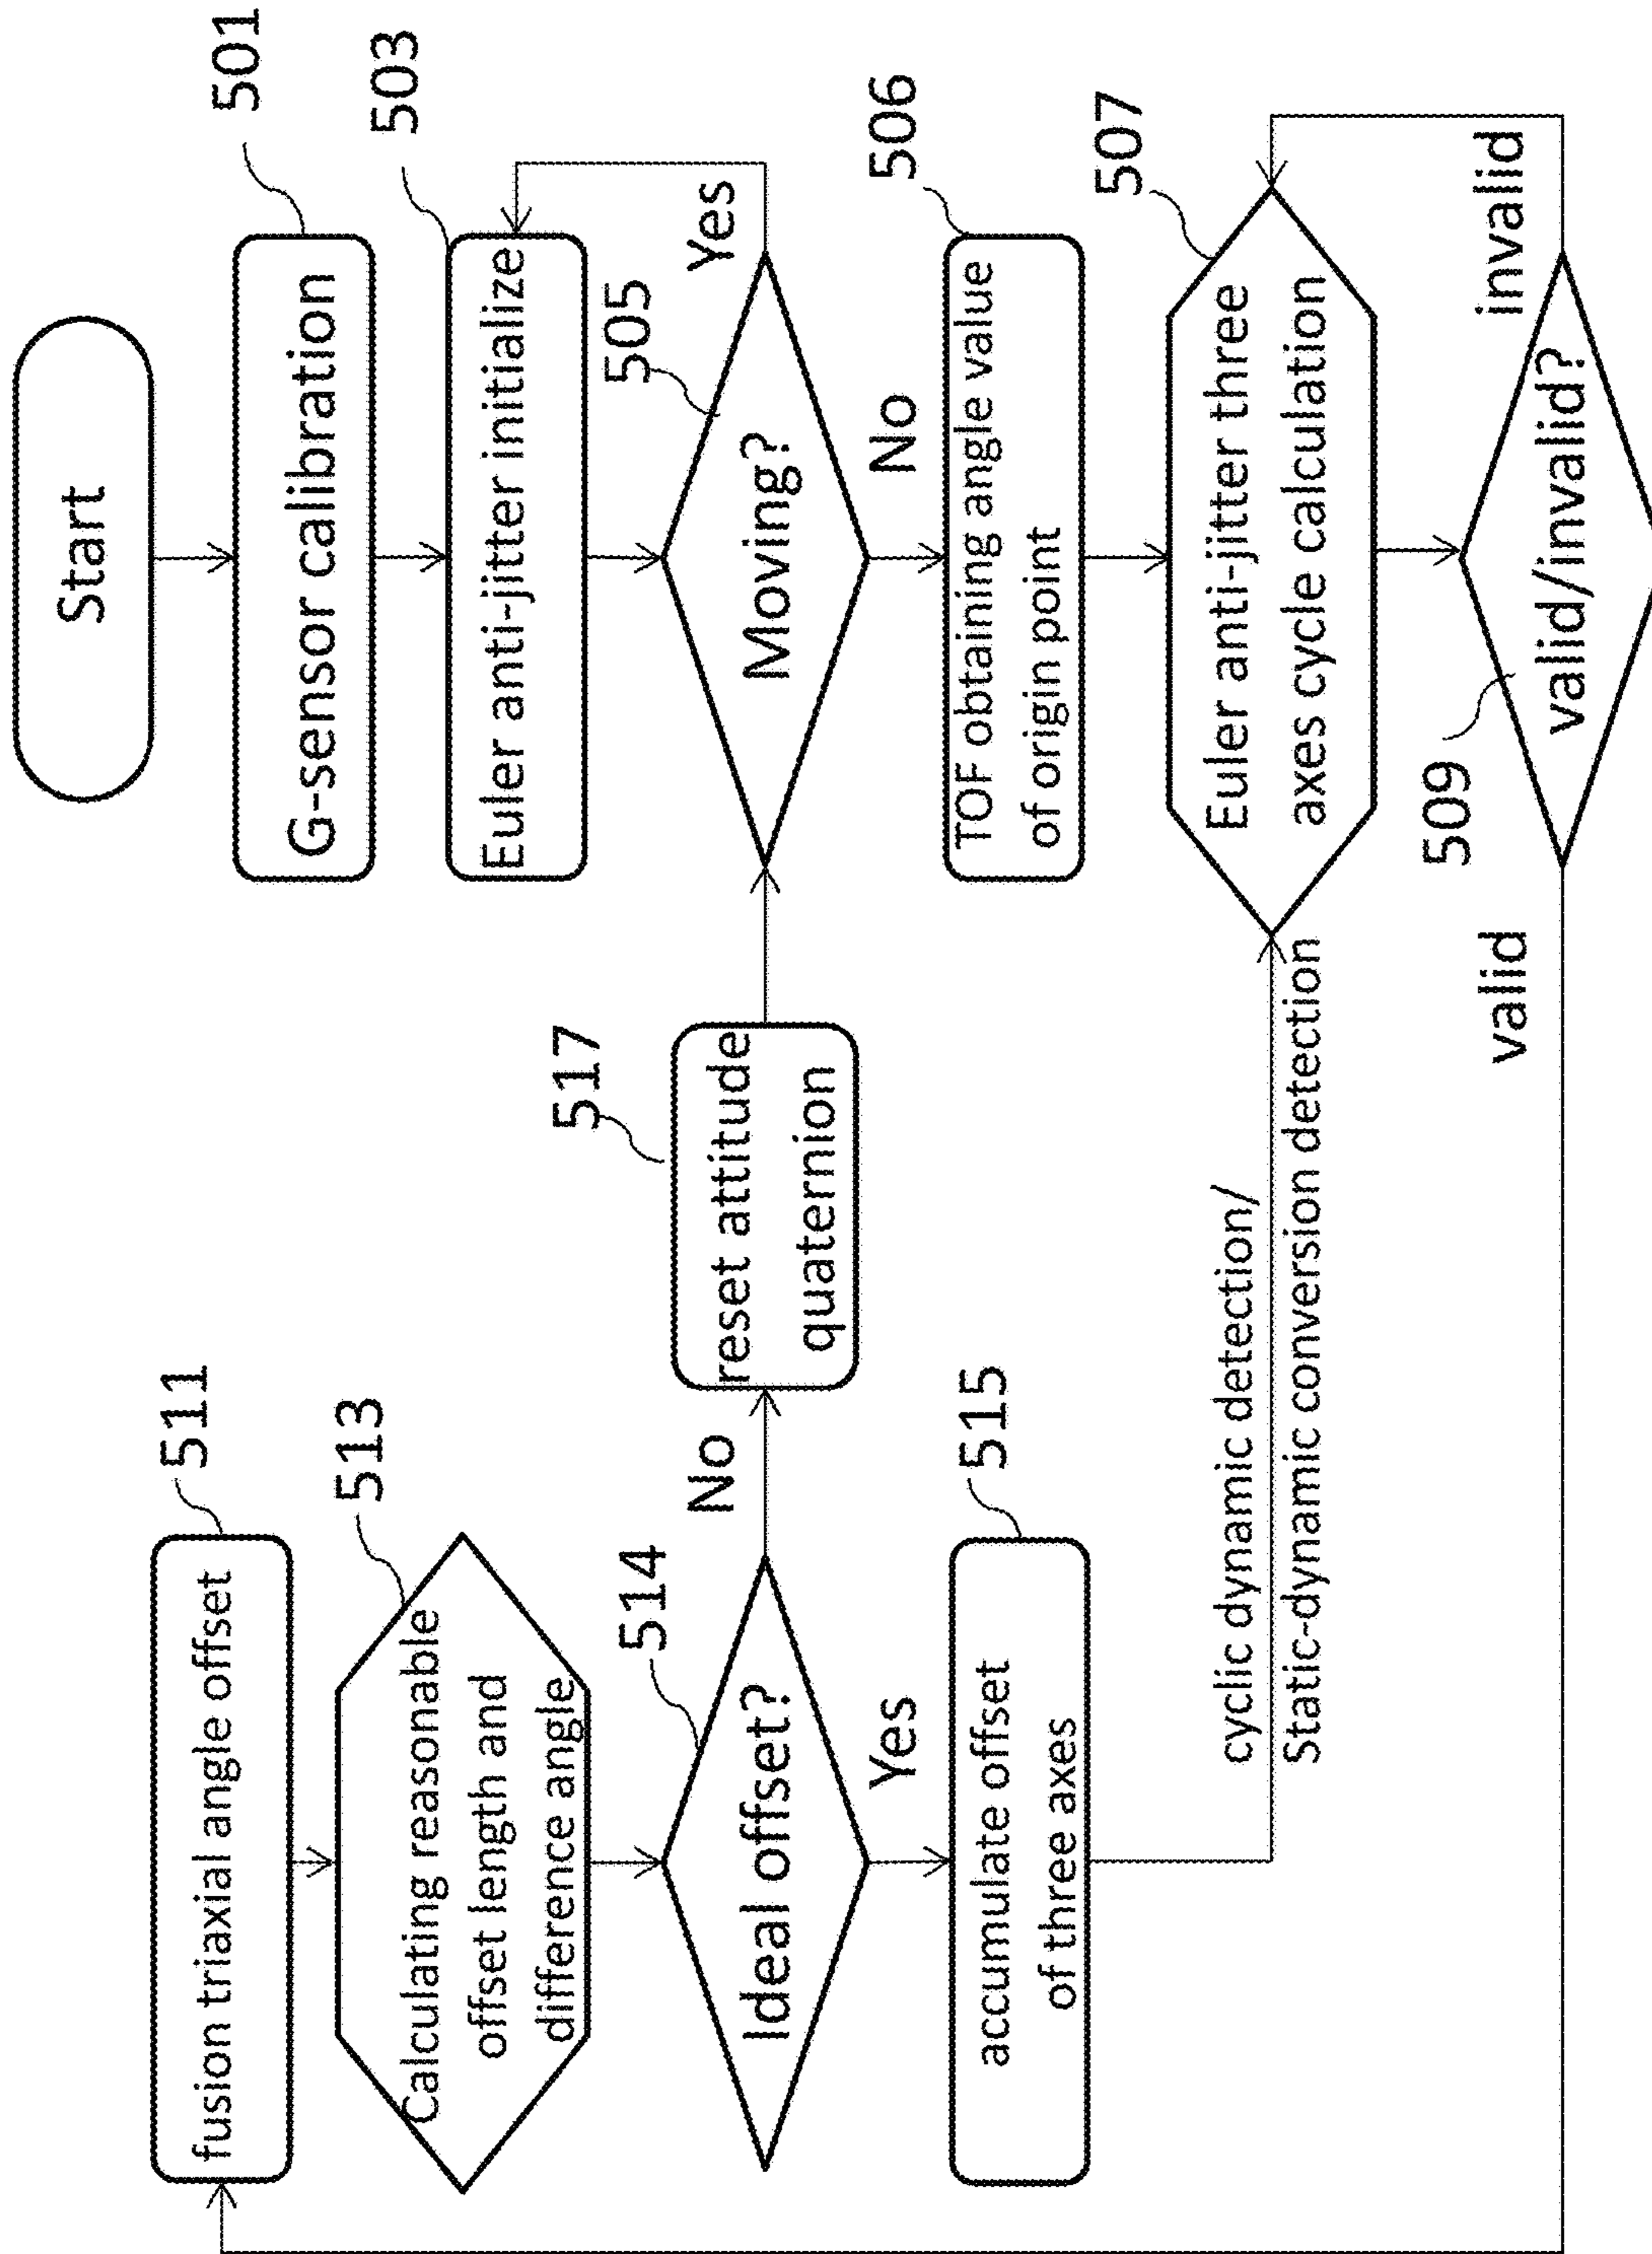 Start
501
G-sensor calibration
503
Euler anti-jitter initialize
505
Moving?
Yes
No
506
TOF obtaining angle value
of origin point
507
Euler anti-jitter three
axes cycle calculation
509
valid/invalid?
invalid
valid
511
fusion triaxial angle offset
513
Calculating reasonable
offset length and
difference angle
514
Ideal offset?
No
Yes
517
reset attitude
quaternion
515
accumulate offset
of three axes
cyclic dynamic detection/
Static-dynamic conversion detection